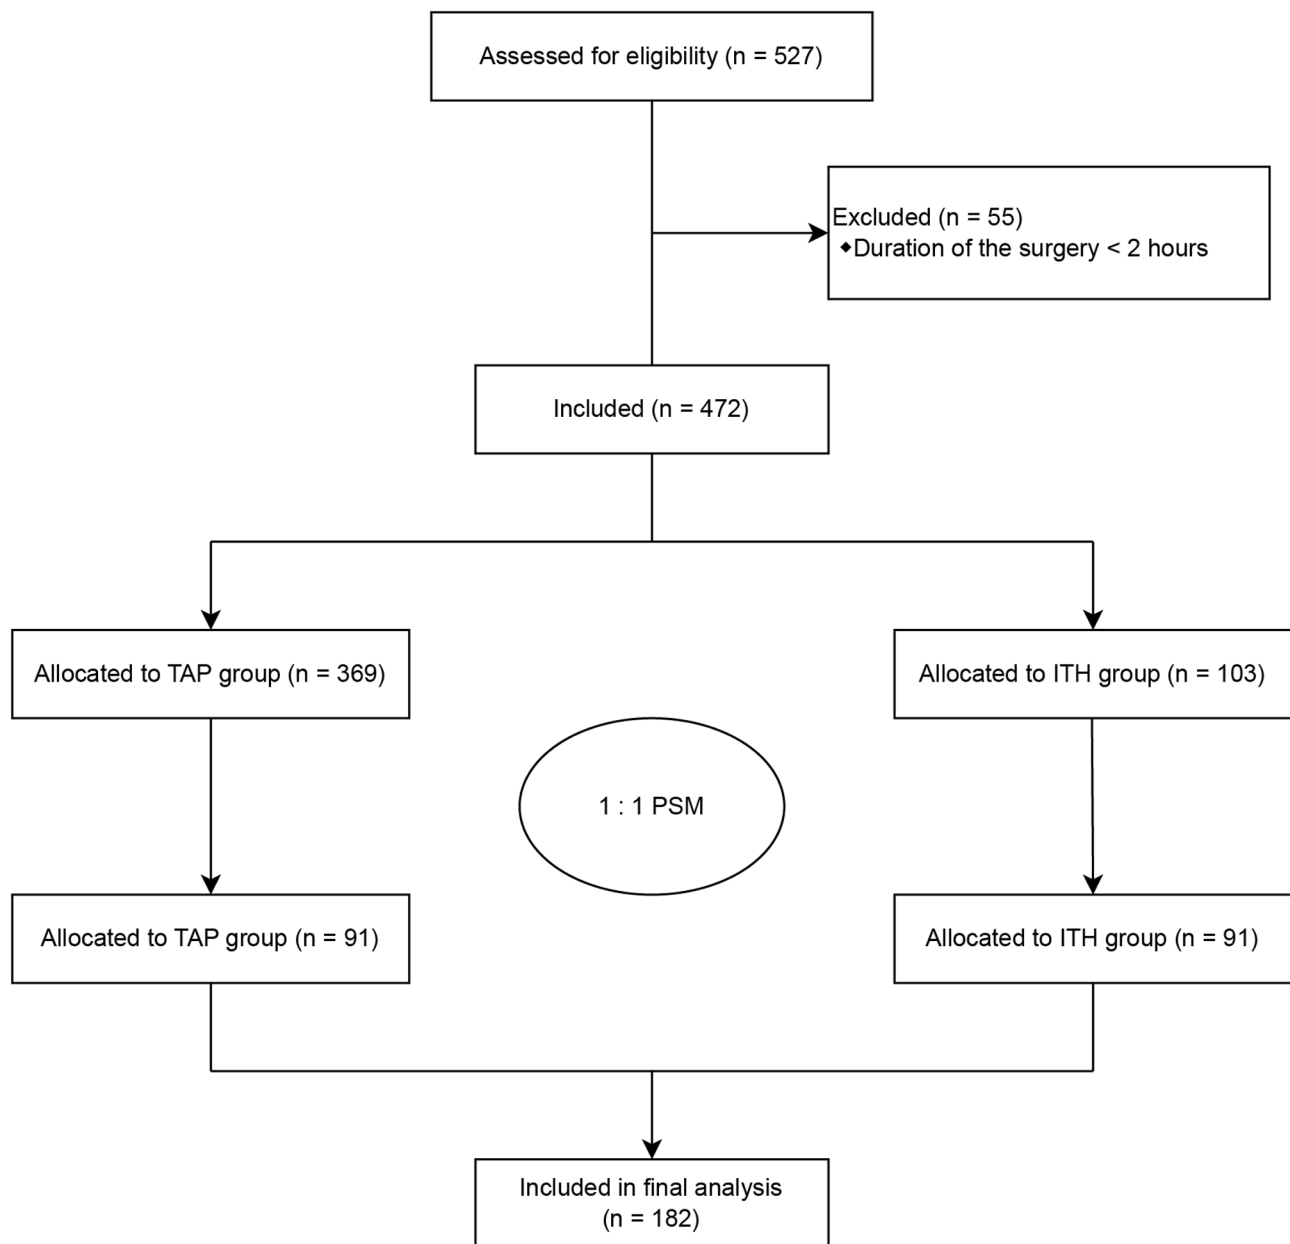 Assessed for eligibility (n = 527)
Excluded (n = 55)
◆Duration of the surgery < 2 hours
Included (n = 472)
Allocated to TAP group (n = 369)
Allocated to ITH group (n = 103)
1 : 1 PSM
Allocated to TAP group (n = 91)
Allocated to ITH group (n = 91)
Included in final analysis
(n = 182)